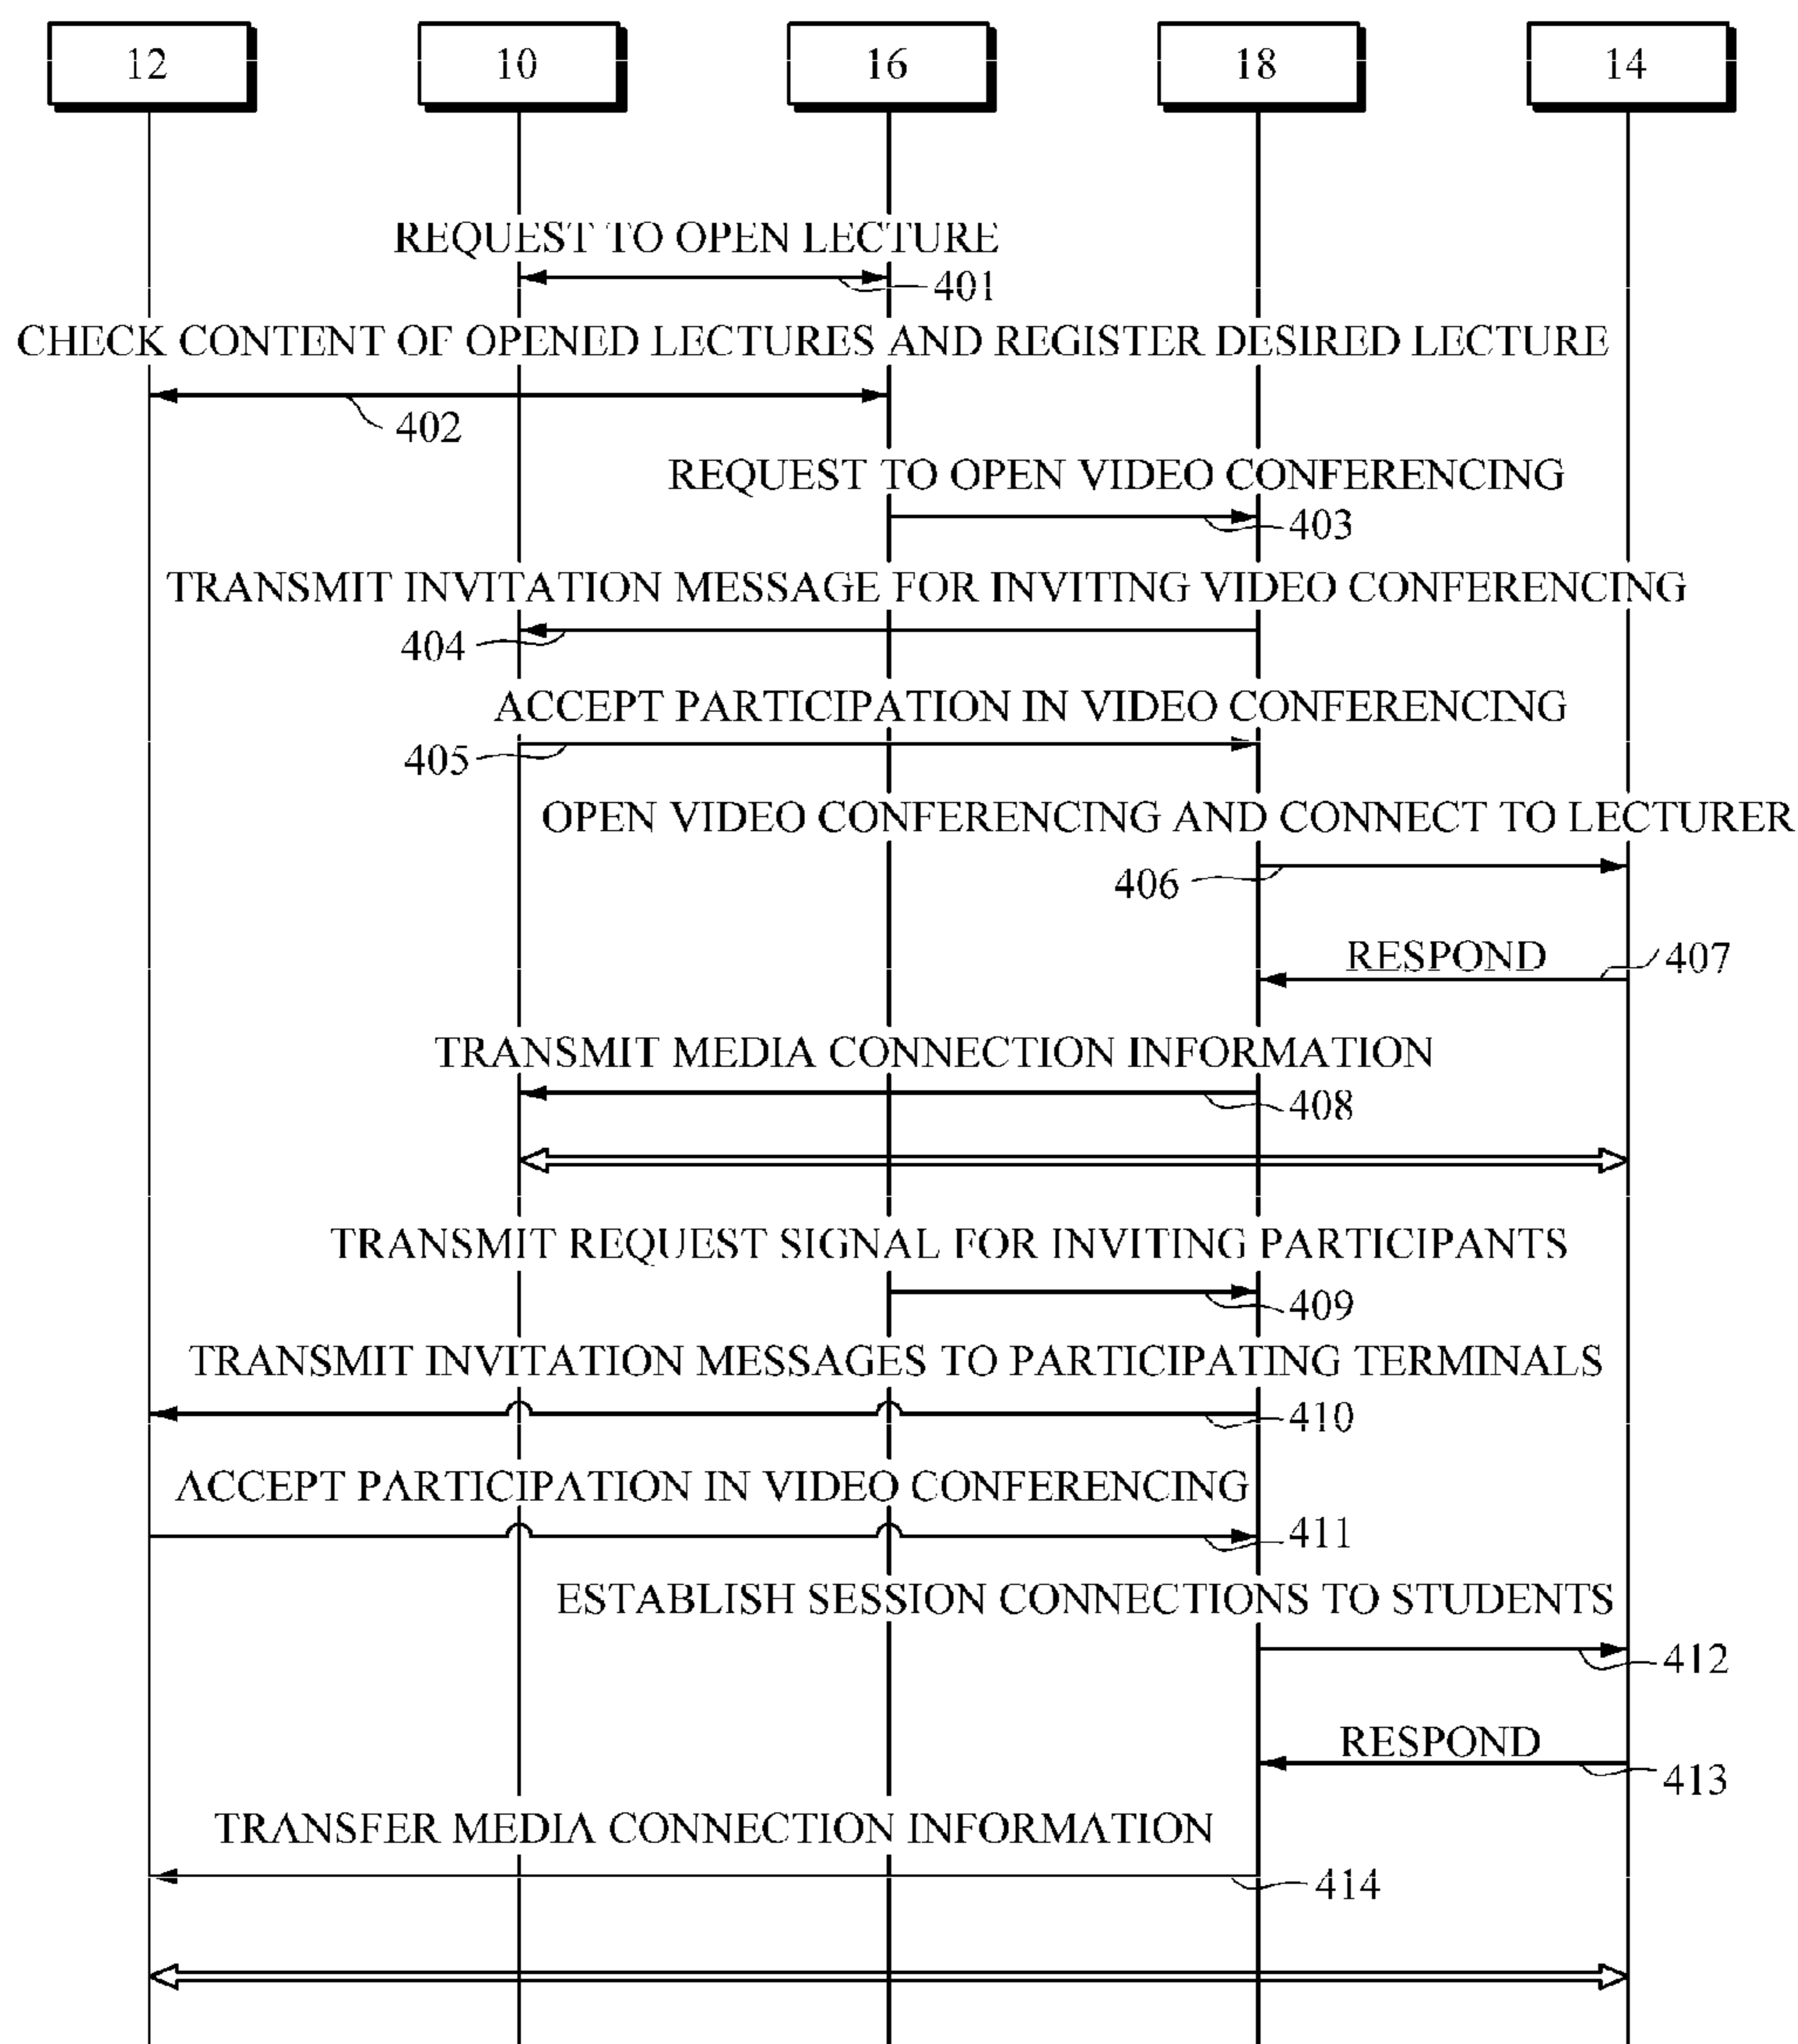 12 10 16 18 14
REQUEST TO OPEN LECTURE
401
CHECK CONTENT OF OPENED LECTURES AND REGISTER DESIRED LECTURE
402
REQUEST TO OPEN VIDEO CONFERENCING
403
TRANSMIT INVITATION MESSAGE FOR INVITING VIDEO CONFERENCING
404
ACCEPT PARTICIPATION IN VIDEO CONFERENCING
405
OPEN VIDEO CONFERENCING AND CONNECT TO LECTURER
406
RESPOND 407
TRANSMIT MEDIA CONNECTION INFORMATION
408
TRANSMIT REQUEST SIGNAL FOR INVITING PARTICIPANTS
409
TRANSMIT INVITATION MESSAGES TO PARTICIPATING TERMINALS
410
ACCEPT PARTICIPATION IN VIDEO CONFERENCING
411
ESTABLISH SESSION CONNECTIONS TO STUDENTS
412
RESPOND
413
TRANSFER MEDIA CONNECTION INFORMATION
414